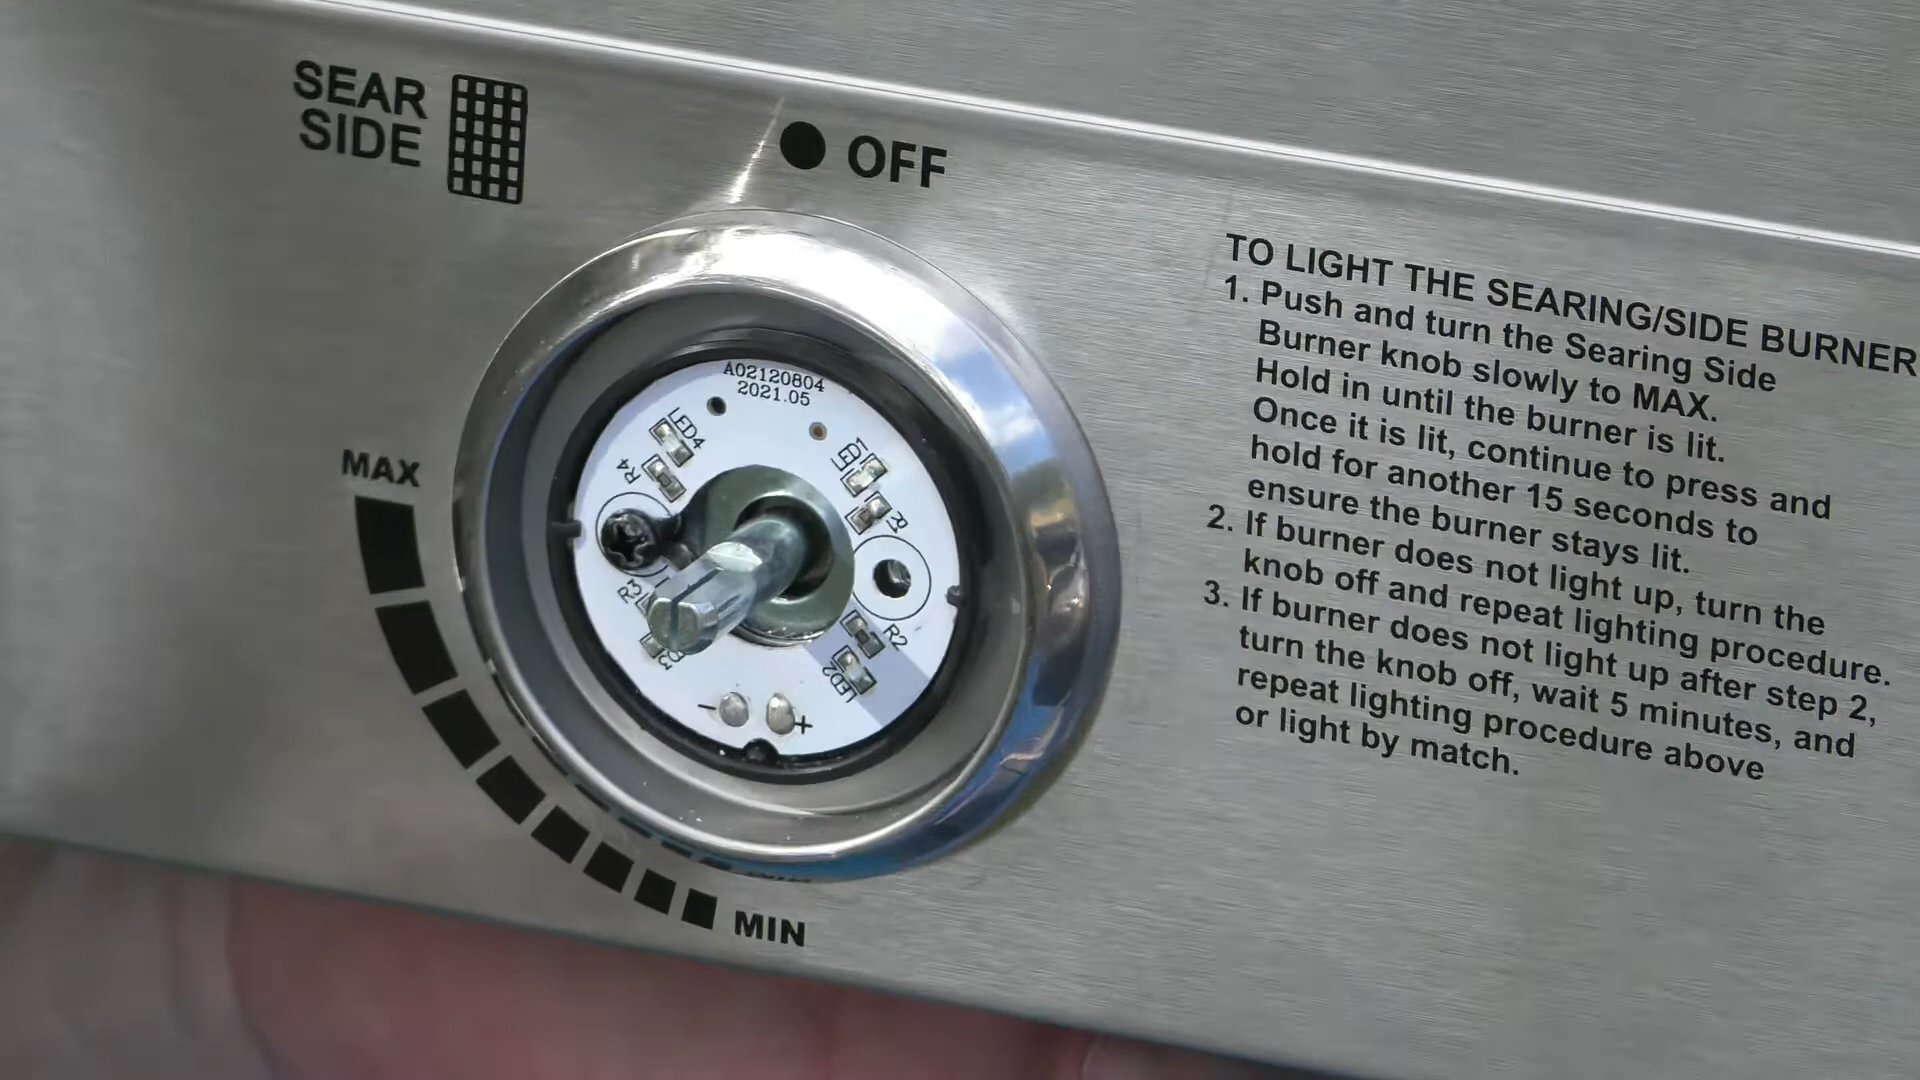 SEAR
SIDE
OFF
MAX
MIN
A02120804
2021.05
LED4
R4
LED1
R3
R2
LED2
- +
TO LIGHT THE SEARING/SIDE BURNER
1. Push and turn the Searing Side
Burner knob slowly to MAX.
Hold in until the burner is lit.
Once it is lit, continue to press and
hold for another 15 seconds to
ensure the burner stays lit.
2. If burner does not light up, turn the
knob off and repeat lighting procedure.
3. If burner does not light up after step 2,
turn the knob off, wait 5 minutes, and
repeat lighting procedure above
or light by match.